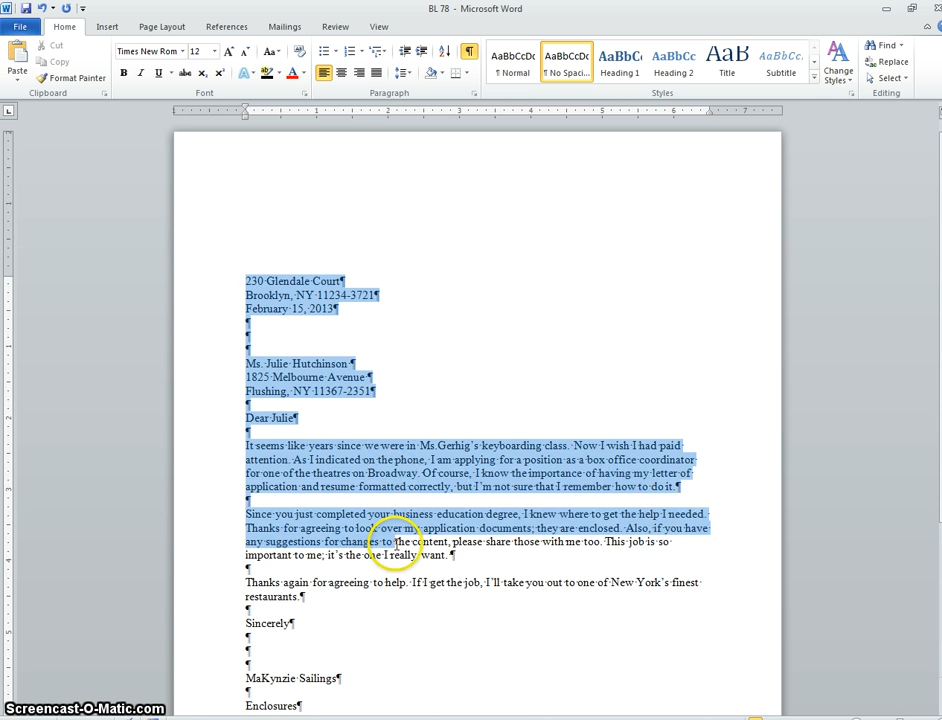 BL 78 - Microsoft Word
File Home Insert Page Layout References Mailings Review View
Cut
Copy
Format Painter
Paste
Clipboard
Times New Rom 12
Font
Paragraph
AaBbCcDc AaBbCcDc AaBbC AaBbCc AaB AaBbCc.
¶ Normal ¶ No Spaci... Heading 1 Heading 2 Title Subtitle
Change Styles
Styles
Find
Replace
Select
Editing
230 Glendale Court¶
Brooklyn, NY 11234-3721¶
February 15, 2013¶
¶
¶
¶
Ms. Julie Hutchinson ¶
1825 Melbourne Avenue ¶
Flushing, NY 11367-2351¶
¶
Dear Julie¶
¶
It seems like years since we were in Ms.Gerhig's keyboarding class. Now I wish I had paid
attention. As I indicated on the phone, I am applying for a position as a box office coordinator
for one of the theatres on Broadway. Of course, I know the importance of having my letter of
application and resume formatted correctly, but I'm not sure that I remember how to do it.¶
¶
Since you just completed your business education degree, I knew where to get the help I needed.
Thanks for agreeing to look over my application documents; they are enclosed. Also, if you have
any suggestions for changes to the content, please share those with me too. This job is so
important to me; it's the one I really want. ¶
¶
Thanks again for agreeing to help. If I get the job, I'll take you out to one of New York's finest
restaurants.¶
¶
Sincerely¶
¶
¶
¶
MaKynzie Sailings¶
¶
Enclosures¶
Screencast-O-Matic.com